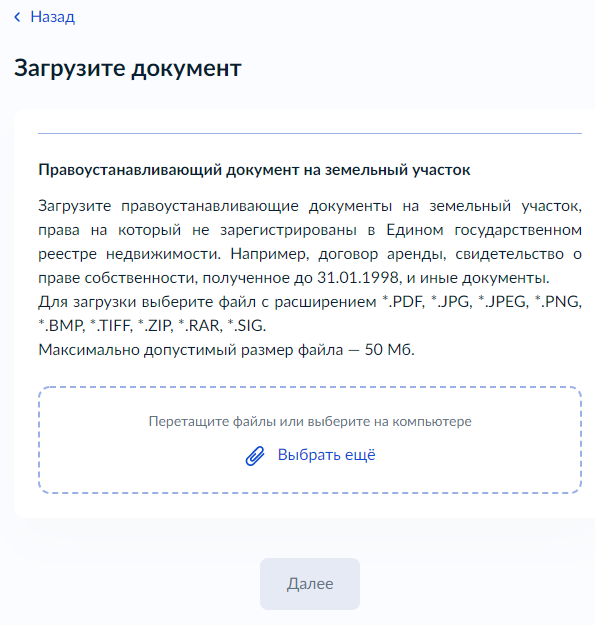 Назад
Загрузите документ
Правоустанавливающий документ на земельный участок
Загрузите правоустанавливающие документы на земельный участок,
права на который не зарегистрированы в Едином государственном
реестре недвижимости. Например, договор аренды, свидетельство о
праве собственности, полученное до 31.01.1998, и иные документы.
Для загрузки выберите файл с расширением *.PDF, *.JPG, *.JPEG, *.PNG,
*.BMP, *.TIFF, *.ZIP, *.RAR, *.SIG.
Максимально допустимый размер файла — 50 Мб.
Перетащите файлы или выберите на компьютере
Выбрать ещё
Далее